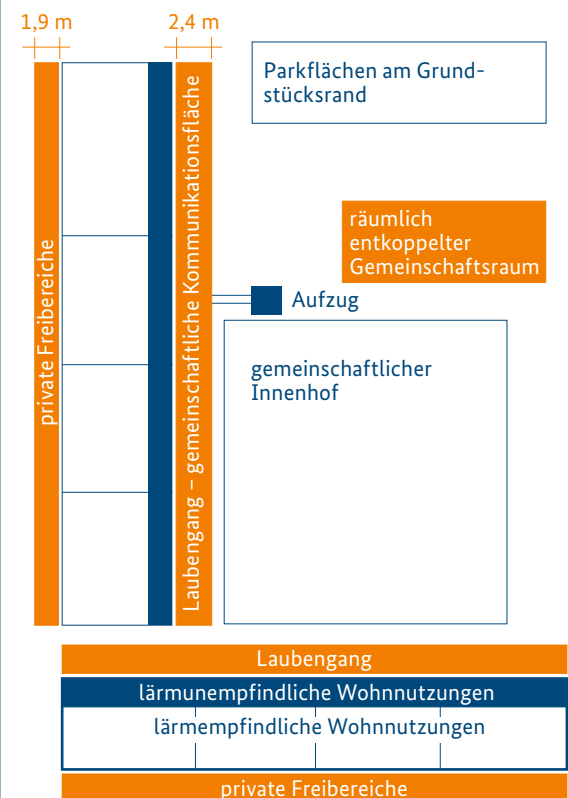 1,9 m
2,4 m
Parkflächen am Grund-
stücksrand
private Freibereiche
Laubengang – gemeinschaftliche Kommunikationsfläche
räumlich
entkoppelter
Gemeinschaftsraum
Aufzug
gemeinschaftlicher
Innenhof
Laubengang
lärmunempfindliche Wohnnutzungen
lärmempfindliche Wohnnutzungen
private Freibereiche